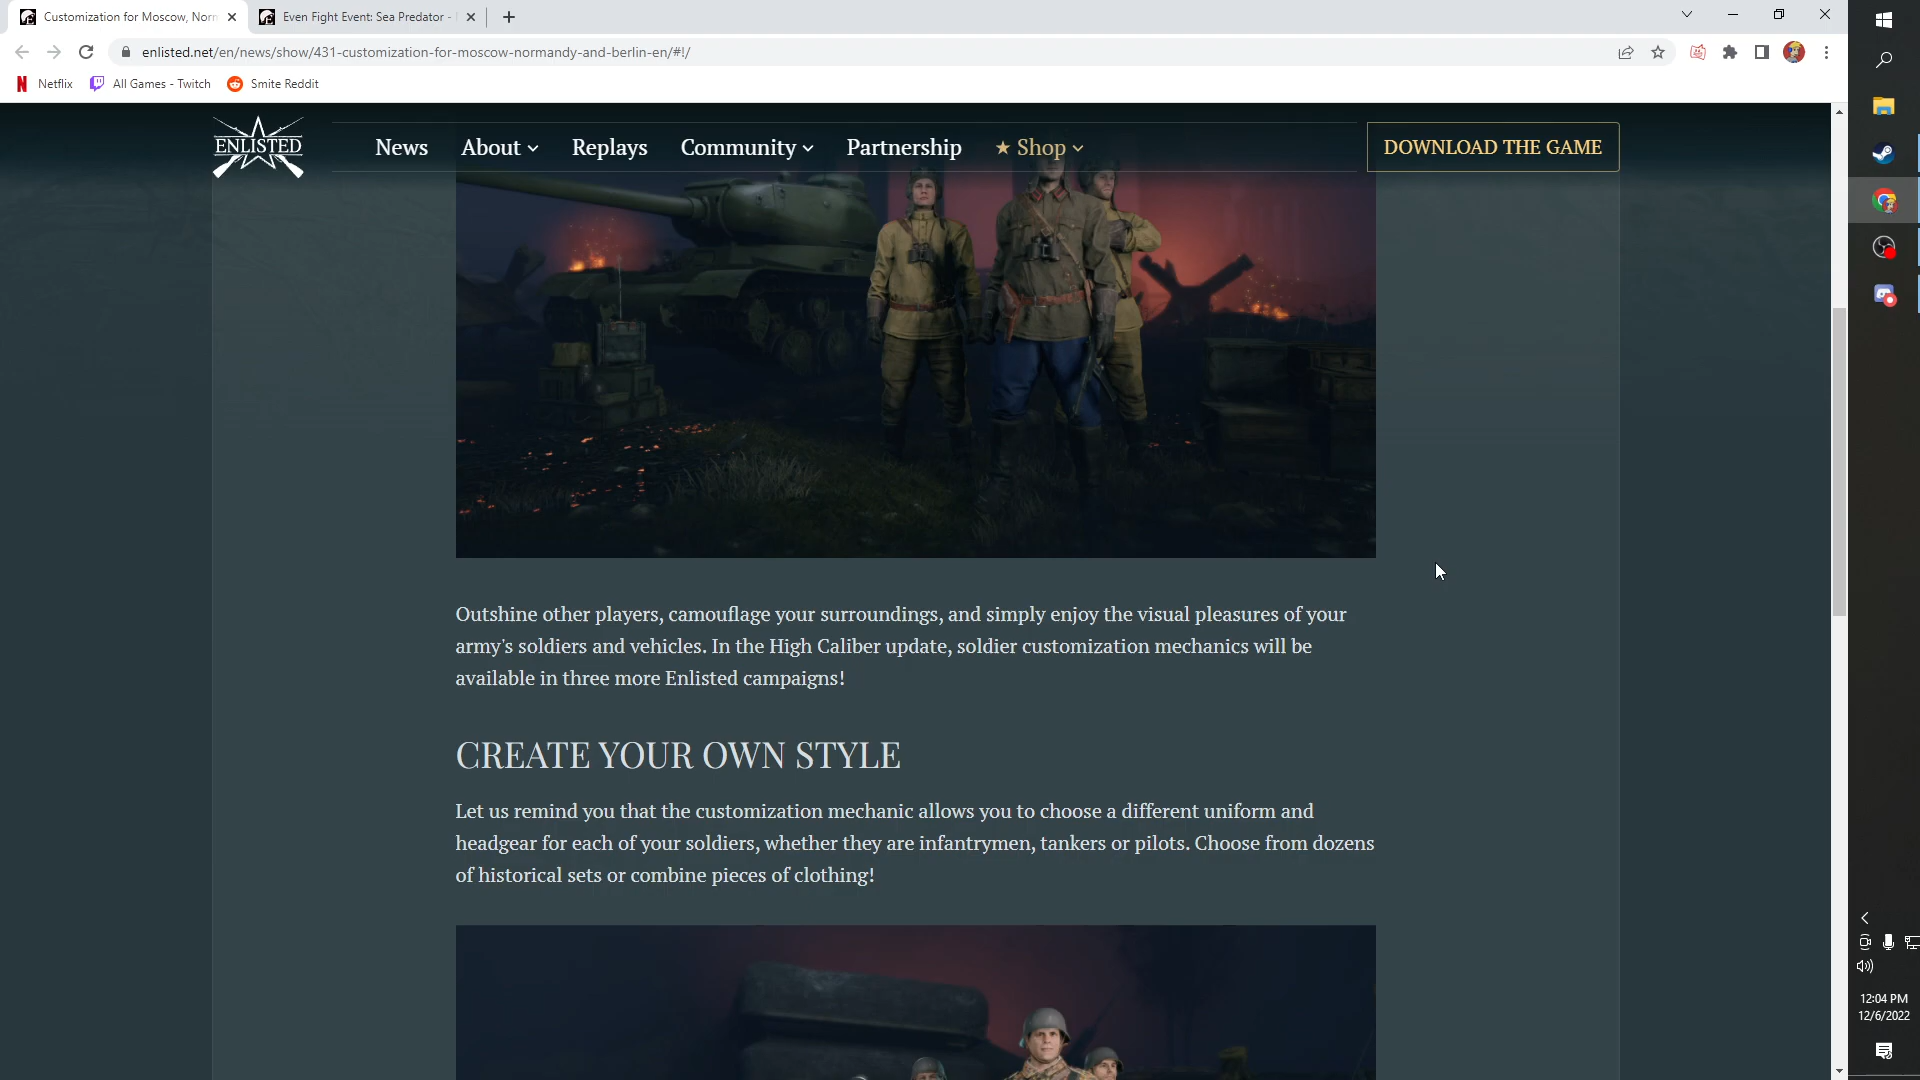 Customization for Moscow, Norm
Even Fight Event: Sea Predator -
enlisted.net/en/news/show/431-customization-for-moscow-normandy-and-berlin-en/#!/
Netflix
All Games - Twitch
Smite Reddit
ENLISTED
News
About
Replays
Community
Partnership
★ Shop
DOWNLOAD THE GAME
Outshine other players, camouflage your surroundings, and simply enjoy the visual pleasures of your
army's soldiers and vehicles. In the High Caliber update, soldier customization mechanics will be
available in three more Enlisted campaigns!
CREATE YOUR OWN STYLE
Let us remind you that the customization mechanic allows you to choose a different uniform and
headgear for each of your soldiers, whether they are infantrymen, tankers or pilots. Choose from dozens
of historical sets or combine pieces of clothing!
12:04 PM
12/6/2022